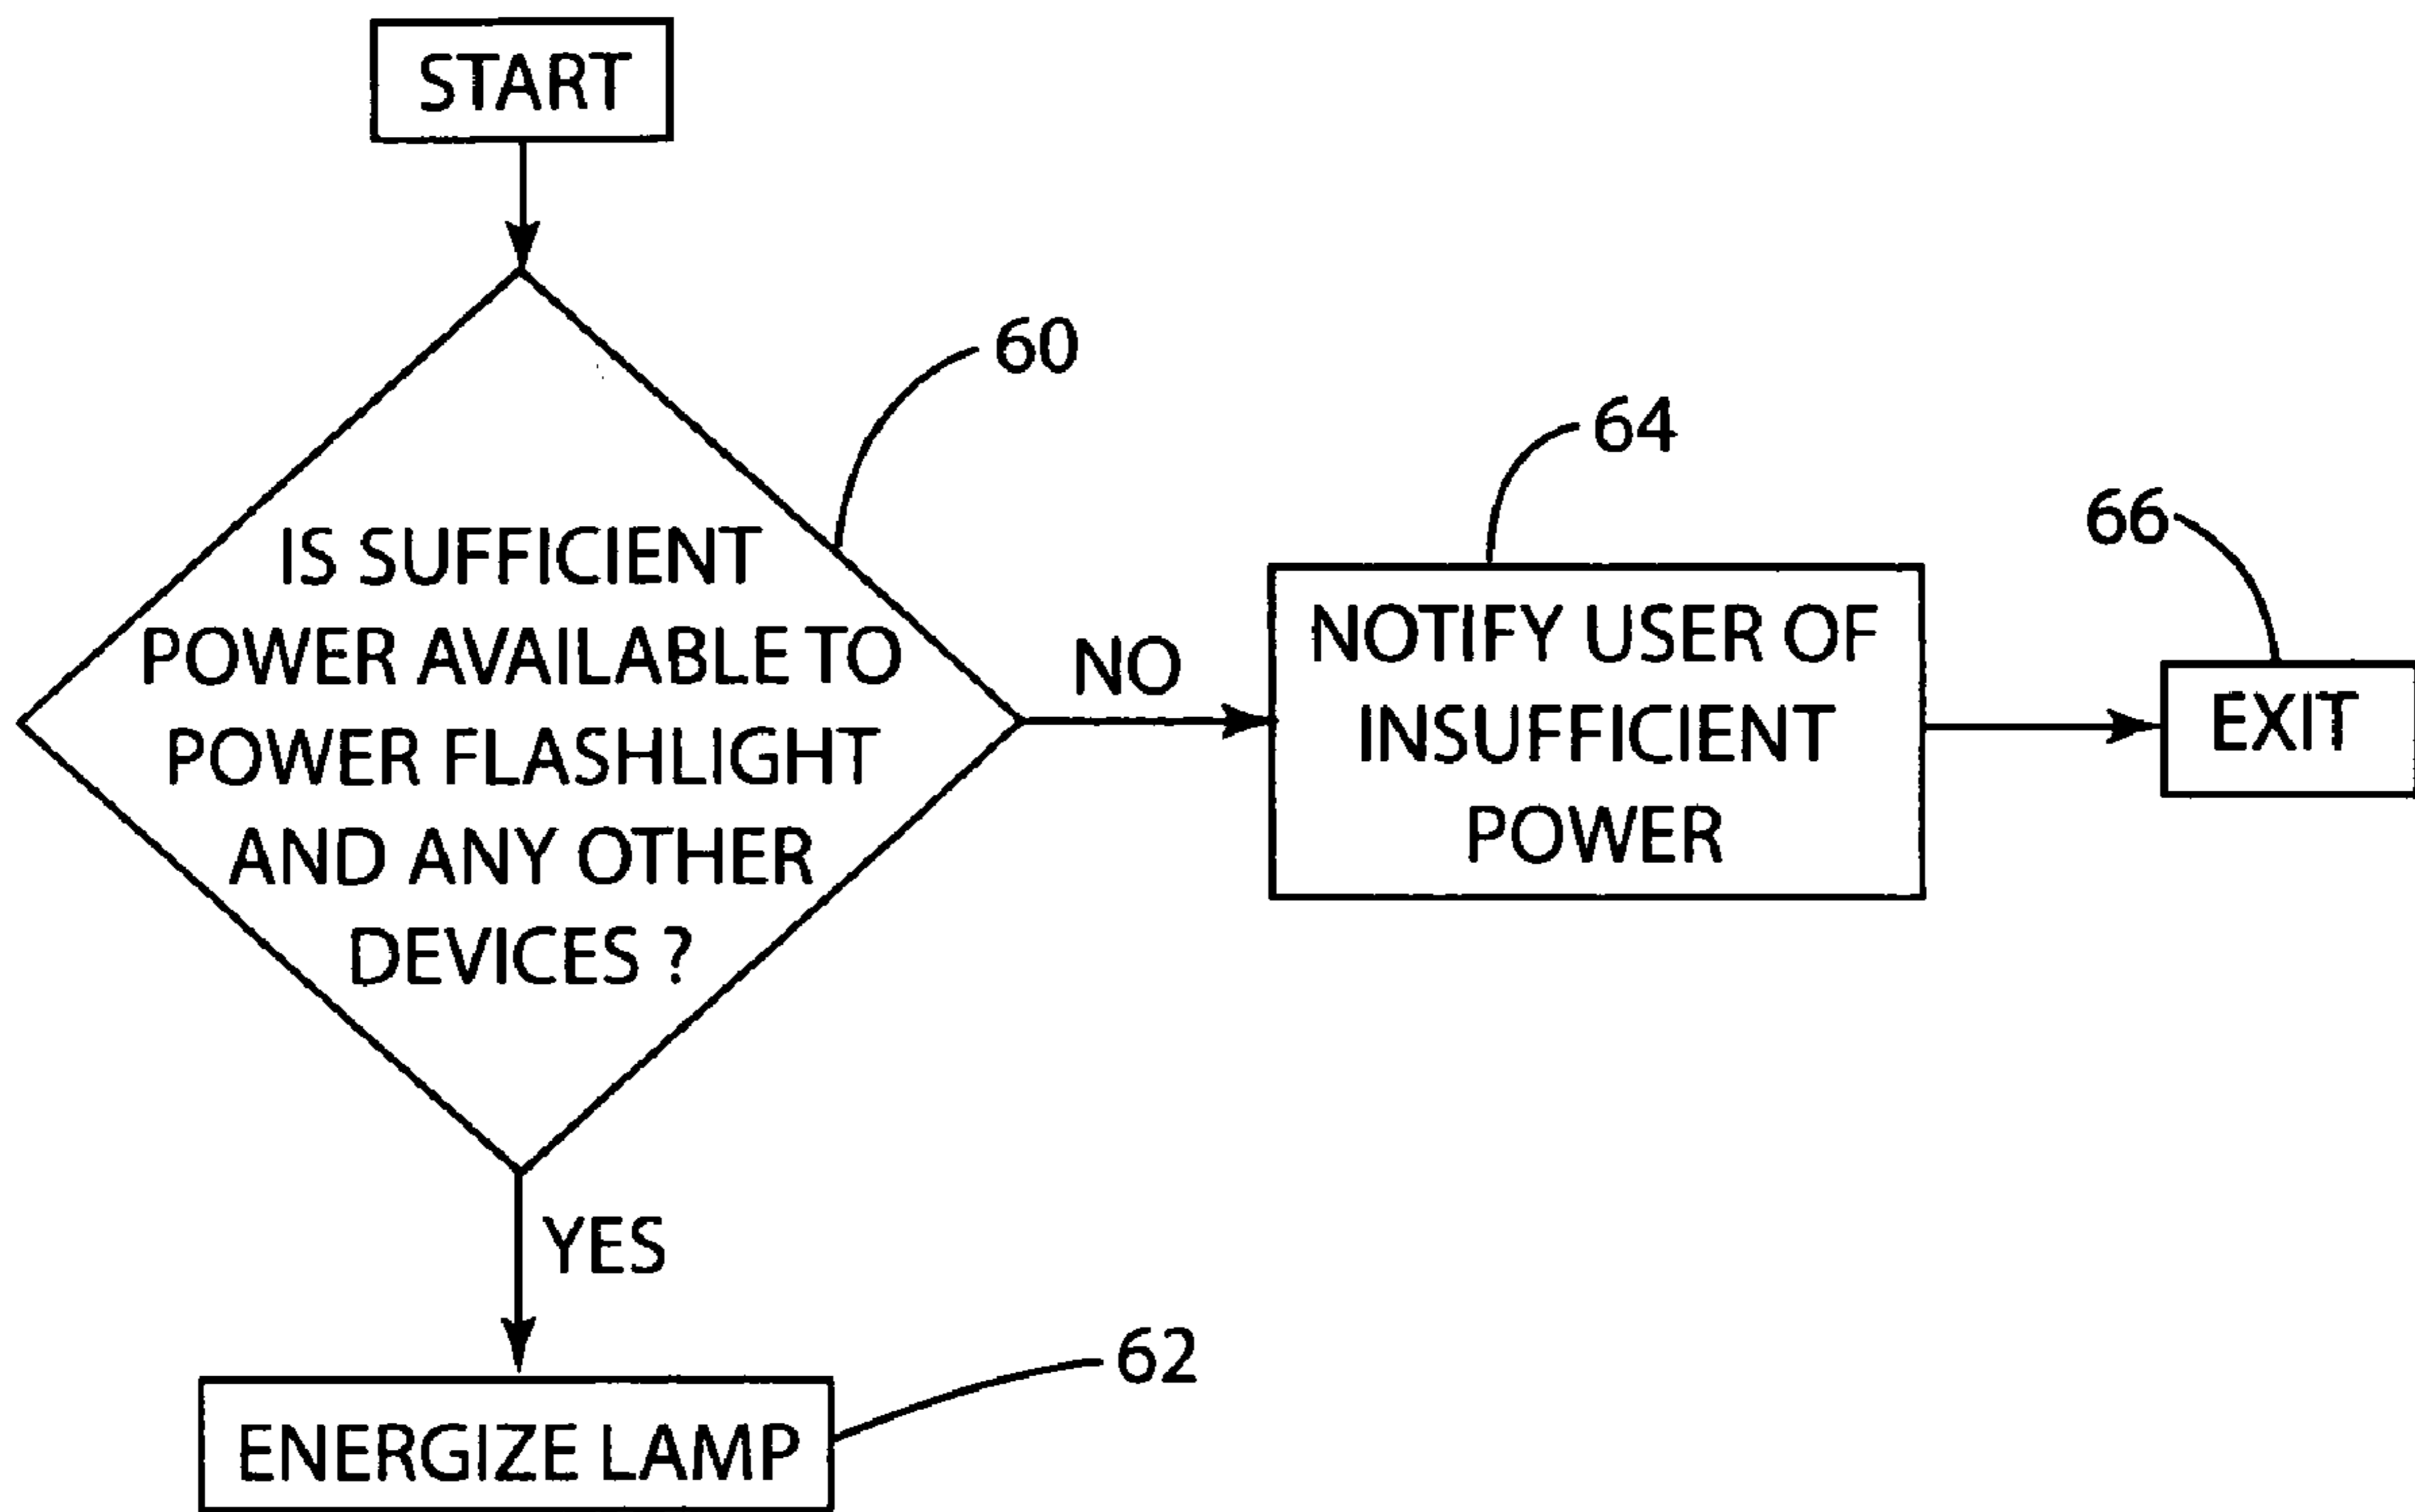 START
60
IS SUFFICIENT
POWER AVAILABLE TO
POWER FLASHLIGHT
AND ANY OTHER
DEVICES ?
NO
64
NOTIFY USER OF
INSUFFICIENT
POWER
66
EXIT
YES
62
ENERGIZE LAMP